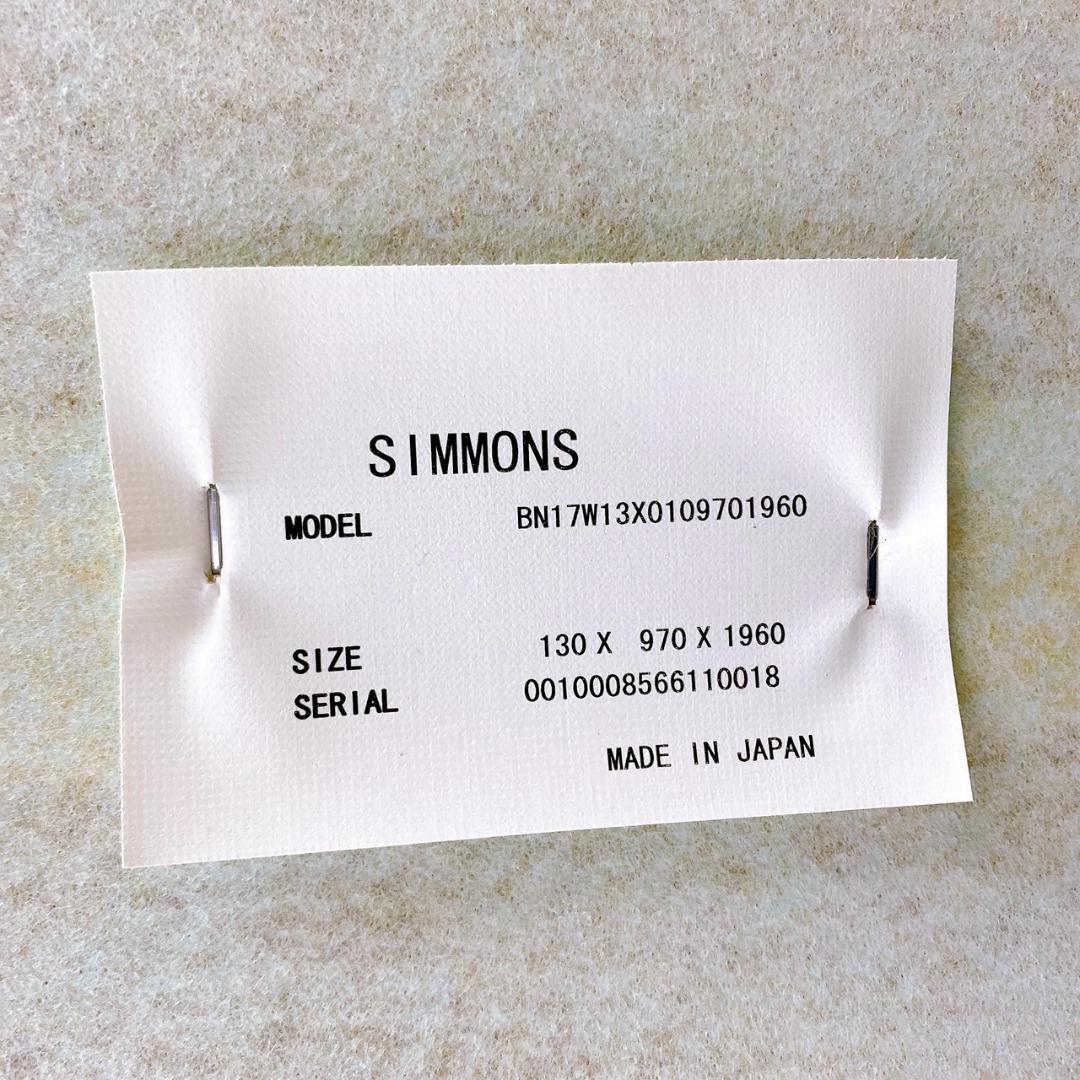 SIMMONS
MODEL BN17W13X0109701960
SIZE 130 X 970 X 1960
SERIAL 0010008566110018
MADE IN JAPAN